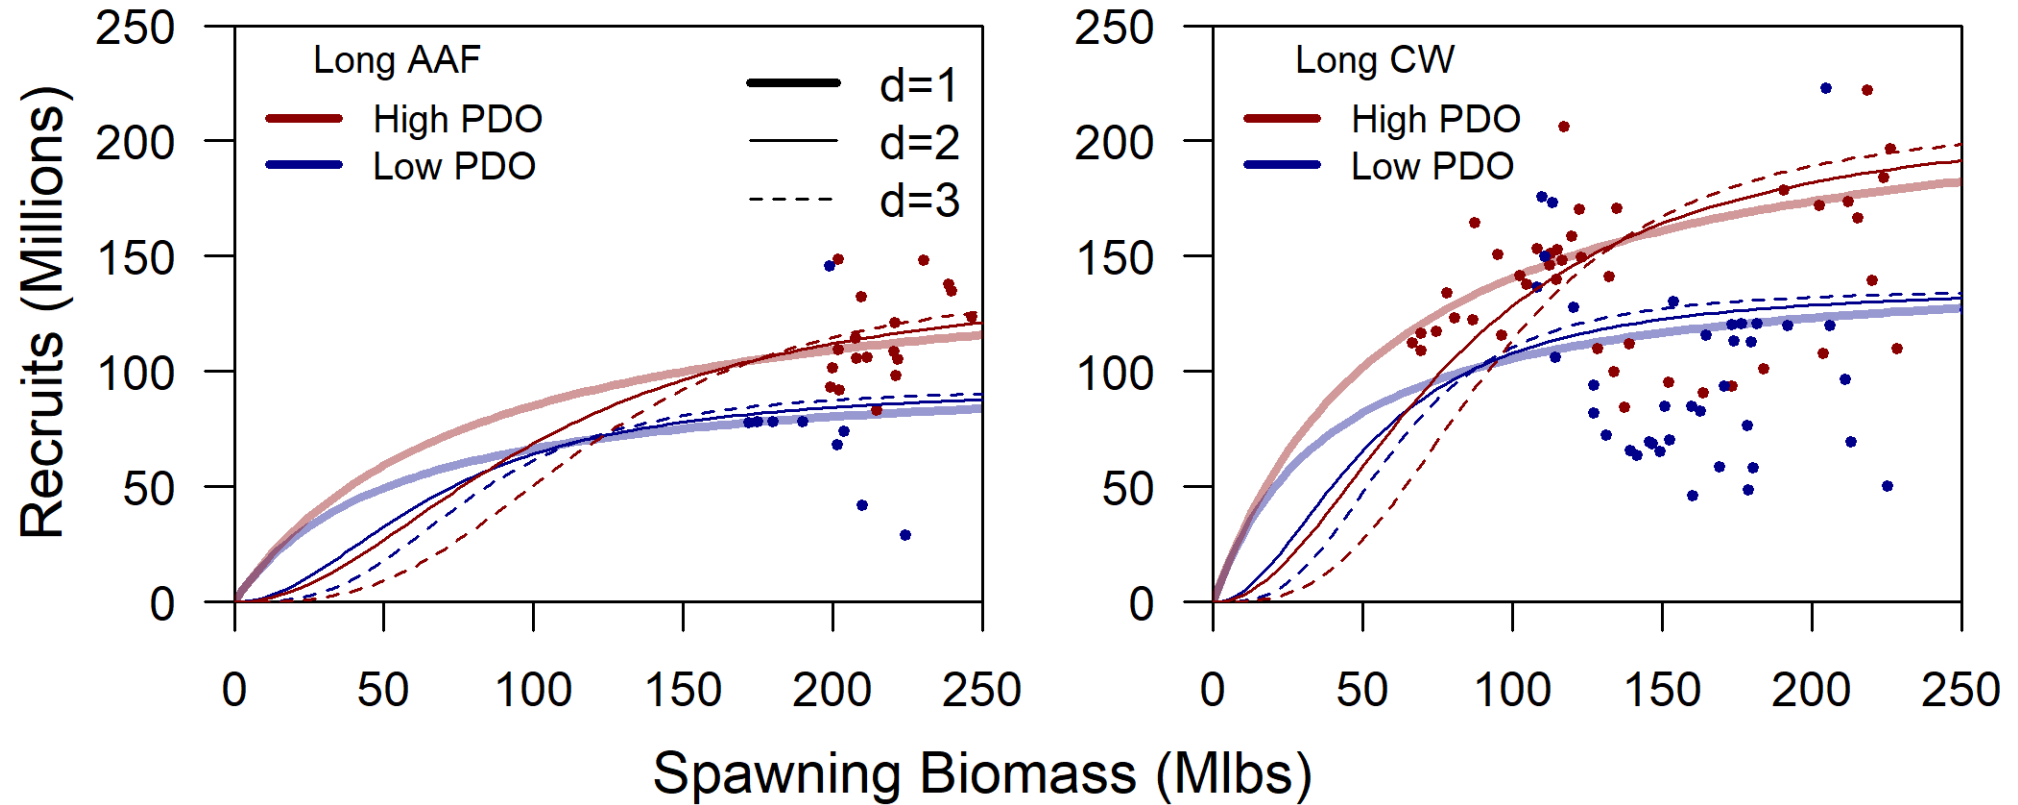 Recruits (Millions)
250
200
150
100
50
0
Long AAF
High PDO
Low PDO
d=1
d=2
d=3
0 50 100 150 200 250
250
200
150
100
50
0
Long CW
High PDO
Low PDO
0 50 100 150 200 250
Spawning Biomass (Mlbs)